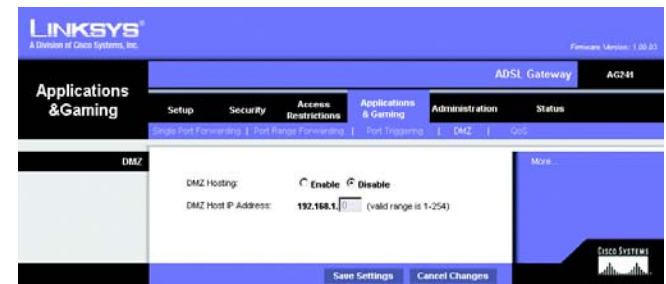 LINKSYS®
A Division of Cisco Systems, Inc.
Firmware Version: 1.00.03
Applications
&Gaming
ADSL Gateway
AG241
Setup
Security
Access
Restrictions
Applications
& Gaming
Administration
Status
Single Port Forwarding | Port Range Forwarding | Port Triggering | DMZ | QoS
DMZ
DMZ Hosting: Enable Disable
DMZ Host IP Address: 192.168.1. 0 (valid range is 1-254)
More...
Save Settings
Cancel Changes
CISCO SYSTEMS